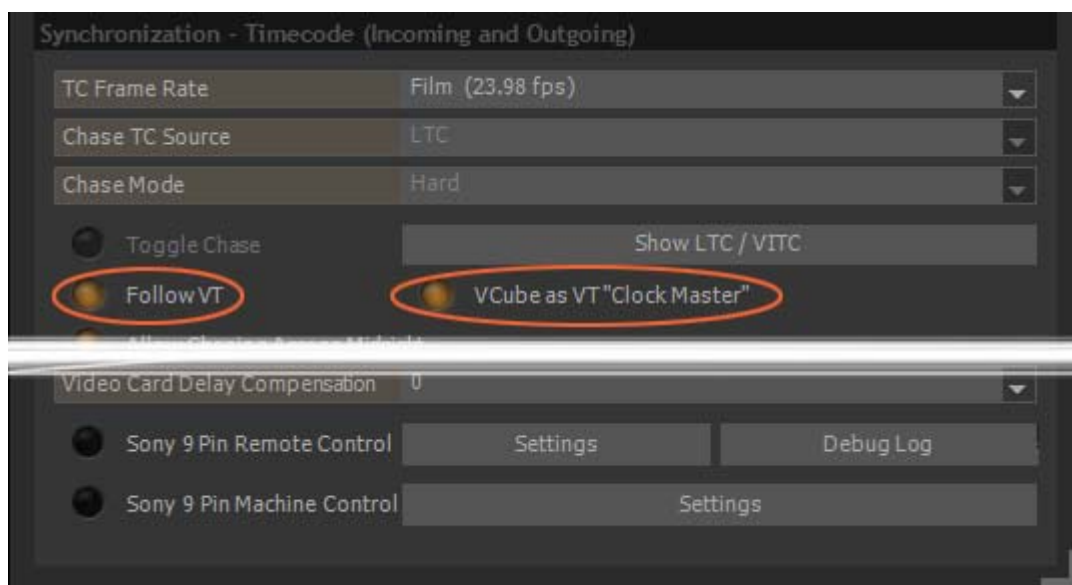 Synchronization - Timecode (Incoming and Outgoing)
TC Frame Rate Film (23.98 fps)
Chase TC Source LTC
Chase Mode Hard
Toggle Chase Show LTC / VITC
Follow VT VCube as VT "Clock Master"
Video Card Delay Compensation 0
Sony 9 Pin Remote Control Settings Debug Log
Sony 9 Pin Machine Control Settings